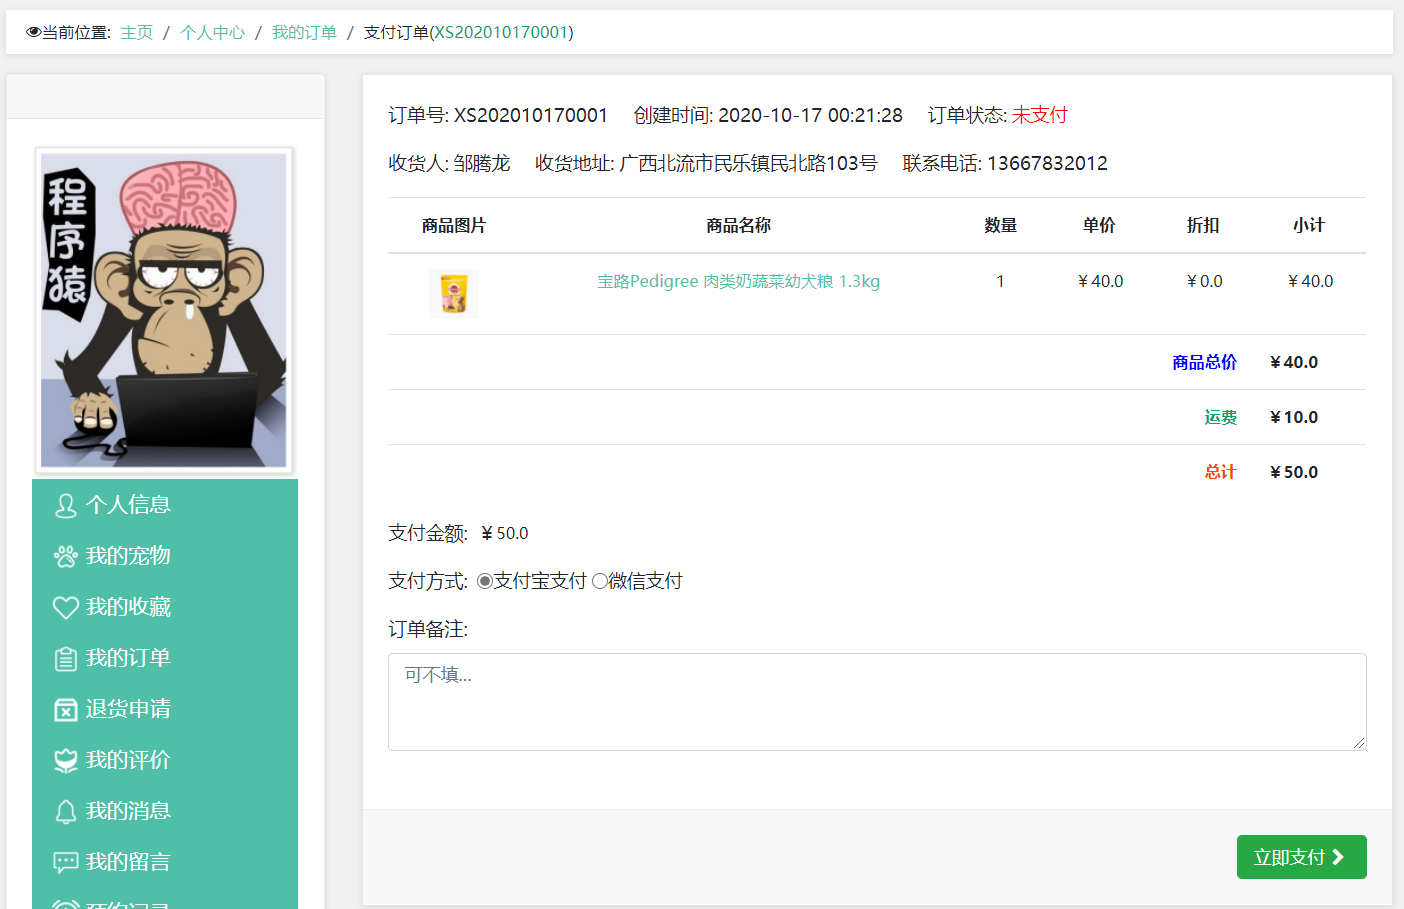 当前位置: 主页 / 个人中心 / 我的订单 / 支付订单(XS202010170001)
程序猿
个人信息
我的宠物
我的收藏
我的订单
退货申请
我的评价
我的消息
我的留言
预约记录
订单号: XS202010170001 创建时间: 2020-10-17 00:21:28 订单状态: 未支付
收货人: 邹腾龙 收货地址: 广西北流市民乐镇民北路103号 联系电话: 13667832012
商品图片 商品名称 数量 单价 折扣 小计
宝路Pedigree 肉类奶蔬菜幼犬粮 1.3kg 1 ¥40.0 ¥0.0 ¥40.0
商品总价 ¥40.0
运费 ¥10.0
总计 ¥50.0
支付金额: ¥50.0
支付方式: 支付宝支付 微信支付
订单备注:
可不填...
立即支付